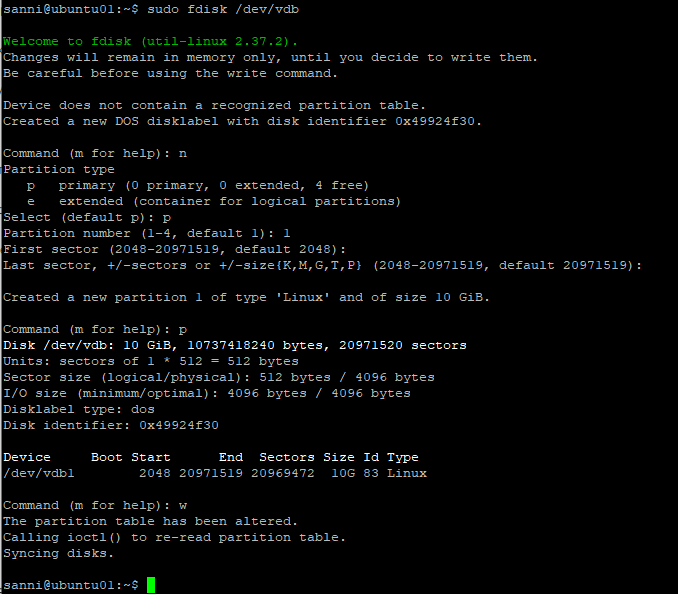 sanni@ubuntu01:~$ sudo fdisk /dev/vdb
Welcome to fdisk (util-linux 2.37.2).
Changes will remain in memory only, until you decide to write them.
Be careful before using the write command.
Device does not contain a recognized partition table.
Created a new DOS disklabel with disk identifier 0x49924f30.
Command (m for help): n
Partition type
   p   primary (0 primary, 0 extended, 4 free)
   e   extended (container for logical partitions)
Select (default p): p
Partition number (1-4, default 1): 1
First sector (2048-20971519, default 2048):
Last sector, +/-sectors or +/-size{K,M,G,T,P} (2048-20971519, default 20971519):
Created a new partition 1 of type 'Linux' and of size 10 GiB.
Command (m for help): p
Disk /dev/vdb: 10 GiB, 10737418240 bytes, 20971520 sectors
Units: sectors of 1 * 512 = 512 bytes
Sector size (logical/physical): 512 bytes / 4096 bytes
I/O size (minimum/optimal): 4096 bytes / 4096 bytes
Disklabel type: dos
Disk identifier: 0x49924f30
Device     Boot Start      End  Sectors Size Id Type
/dev/vdb1        2048 20971519 20969472  10G 83 Linux
Command (m for help): w
The partition table has been altered.
Calling ioctl() to re-read partition table.
Syncing disks.
sanni@ubuntu01:~$